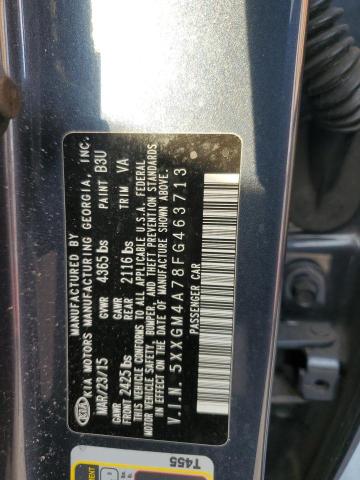 MANUFACTURED BY
KIA MOTORS MANUFACTURING GEORGIA, INC.
KIA
MAR/23/15 GVWR 4365 lbs PAINT B3U
GAWR FRON 2425 lbs GAWR REAR 2116 lbs TRIM VA
THIS VEHICLE CONFORMS TO ALL APPLICABLE U.S.A. FEDERAL
MOTOR VEHICLE SAFETY, BUMPER, AND THEFT PREVENTION STANDARDS
IN EFFECT ON THE DATE OF MANUFACTURE SHOWN ABOVE.
V.I.N. 5XXGM4A78FG463713
PASSENGER CAR
T455